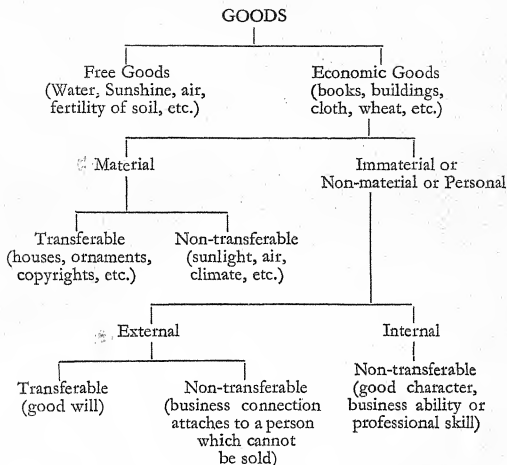 GOODS
Free Goods
(Water, Sunshine, air,
fertility of soil, etc.)
Economic Goods
(books, buildings,
cloth, wheat, etc.)
Material
Immaterial or
Non-material or Personal
Transferable
(houses, ornaments,
copyrights, etc.)
Non-transferable
(sunlight, air,
climate, etc.)
External
Internal
Transferable
(good will)
Non-transferable
(business connection
attaches to a person
which cannot
be sold)
Non-transferable
(good character,
business ability or
professional skill)